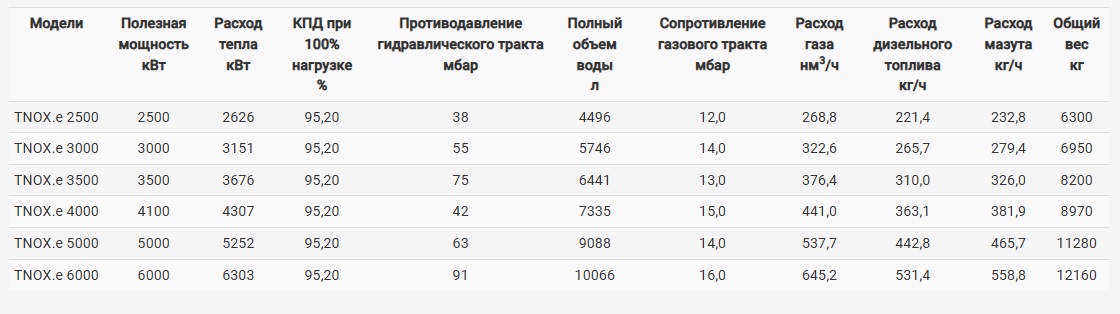 Модели Полезная мощность кВт Расход тепла кВт КПД при 100% нагрузке % Противодавление гидравлического тракта мбар Полный объем воды л Сопротивление газового тракта мбар Расход газа нм³/ч Расход дизельного топлива кг/ч Расход мазута кг/ч Общий вес кг
TNOX.e 2500 2500 2626 95,20 38 4496 12,0 268,8 221,4 232,8 6300
TNOX.e 3000 3000 3151 95,20 55 5746 14,0 322,6 265,7 279,4 6950
TNOX.e 3500 3500 3676 95,20 75 6441 13,0 376,4 310,0 326,0 8200
TNOX.e 4000 4100 4307 95,20 42 7335 15,0 441,0 363,1 381,9 8970
TNOX.e 5000 5000 5252 95,20 63 9088 14,0 537,7 442,8 465,7 11280
TNOX.e 6000 6000 6303 95,20 91 10066 16,0 645,2 531,4 558,8 12160